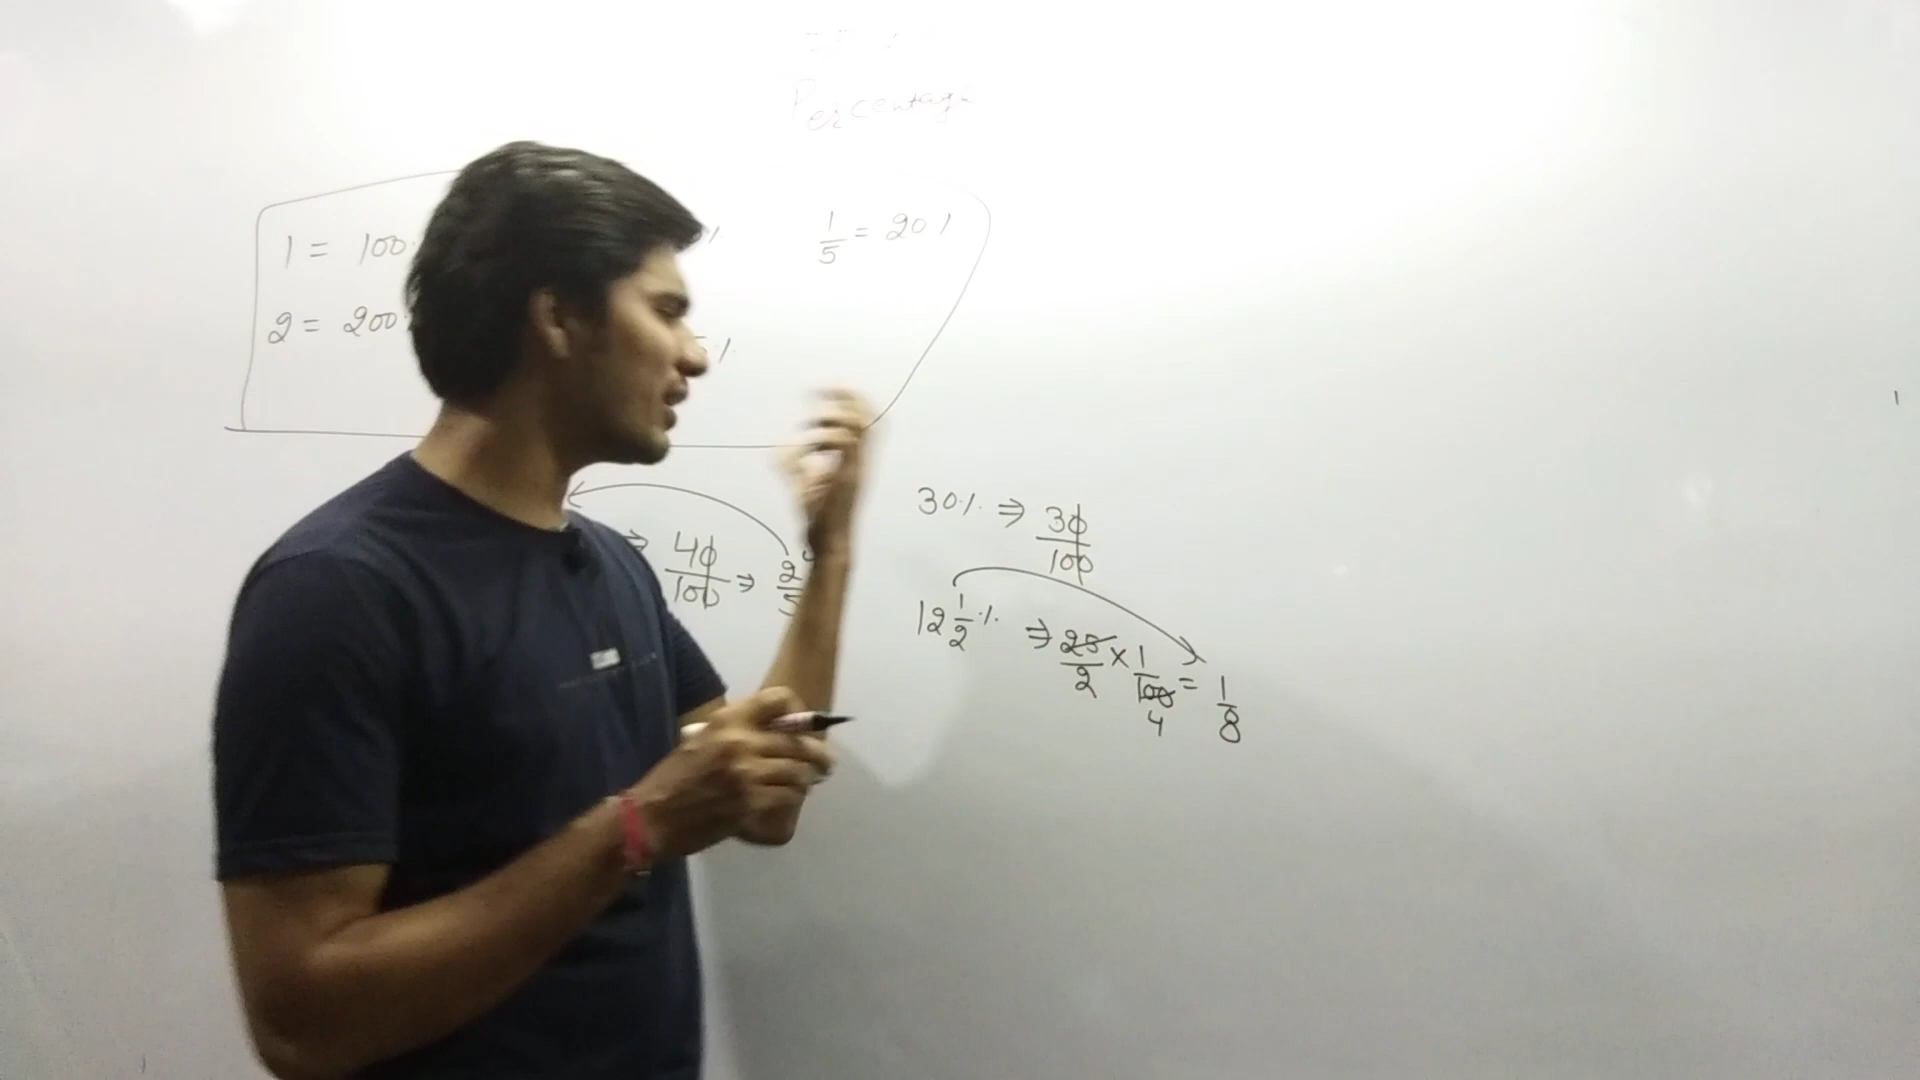 Percentage
1 = 100
1/5 = 20%
2 = 200
%
40/100 ⇒ 2/5
30% ⇒ 30/100
12 1/2 % ⇒ 25/2 × 1/100 = 1/8
4